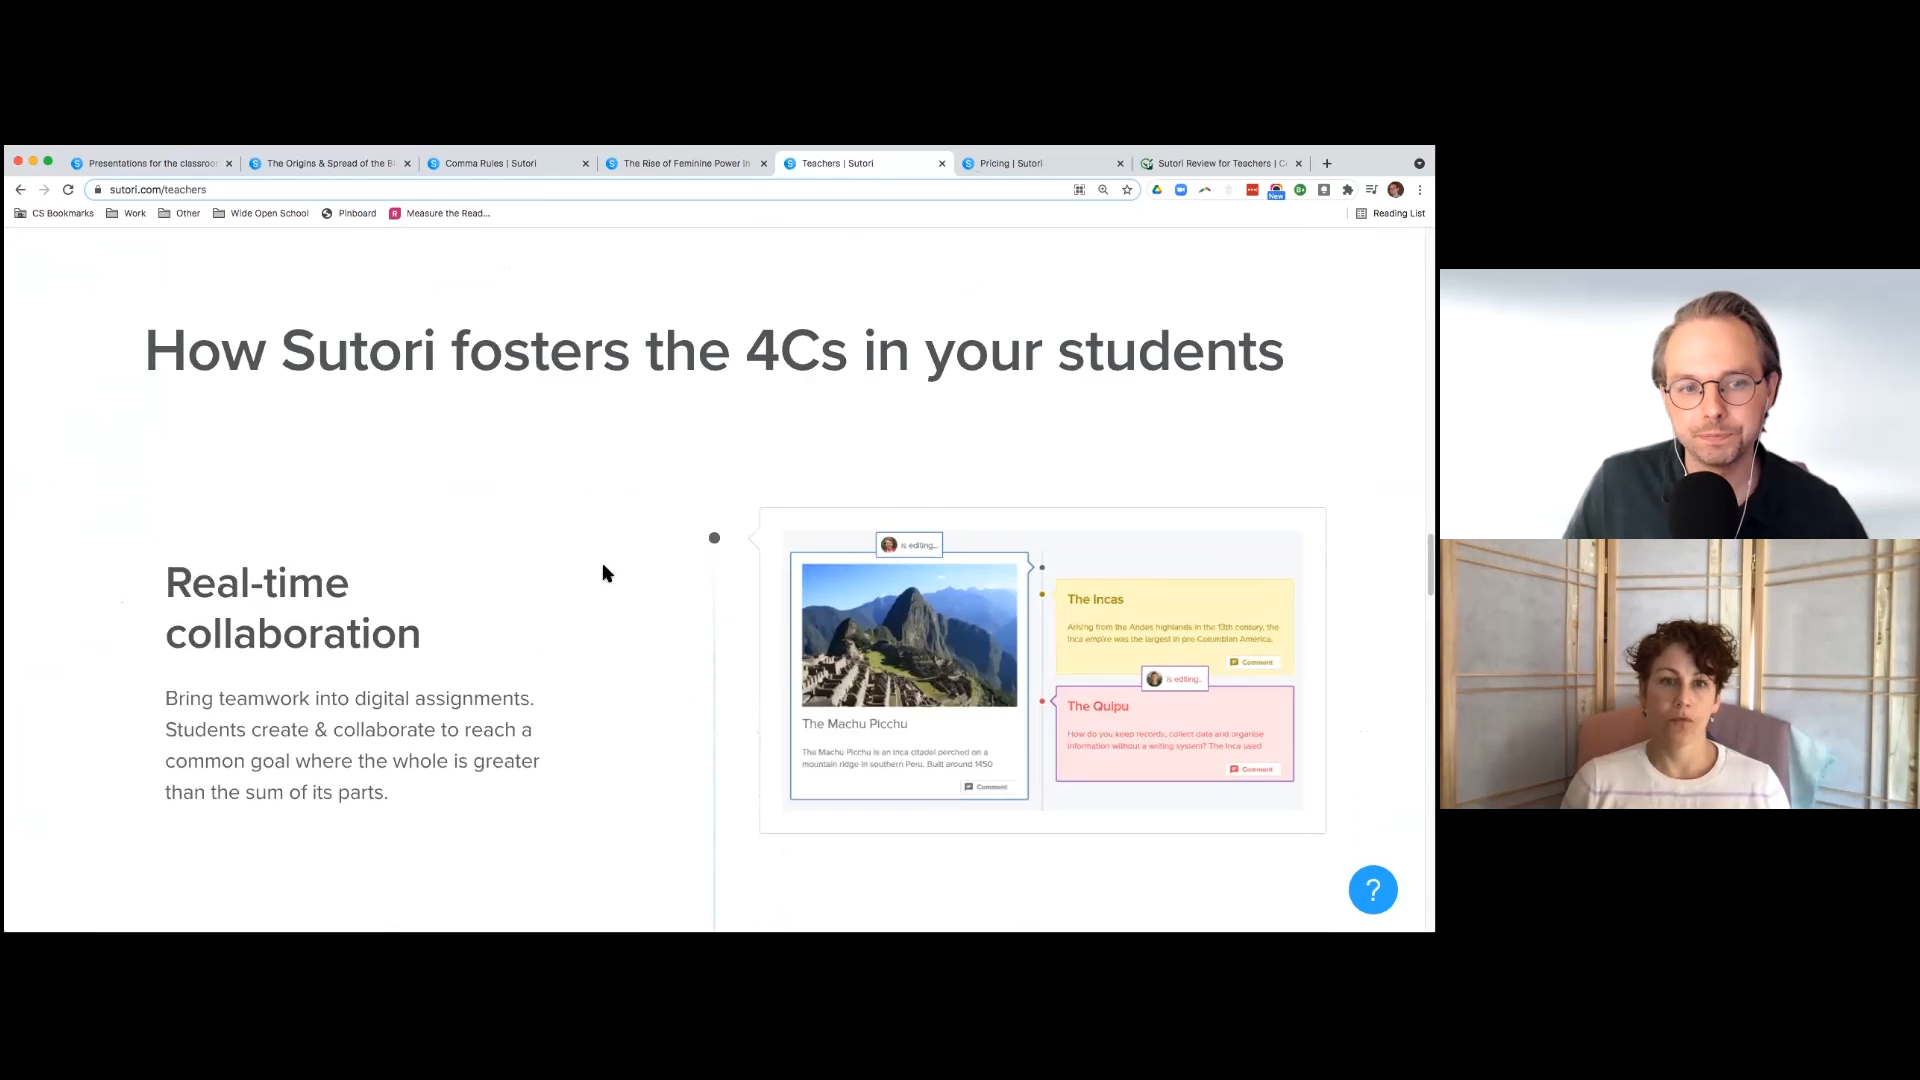 Presentations for the classroor
The Origins & Spread of the Bl
Comma Rules | Sutori
The Rise of Feminine Power in
Teachers | Sutori
Pricing | Sutori
Sutori Review for Teachers | Co
sutori.com/teachers
New
CS Bookmarks
Work
Other
Wide Open School
Pinboard
Measure the Read...
Reading List
How Sutori fosters the 4Cs in your students
Real-time
collaboration
Bring teamwork into digital assignments.
Students create & collaborate to reach a
common goal where the whole is greater
than the sum of its parts.
is editing...
The Machu Picchu
The Machu Picchu is an Inca citadel perched on a
mountain ridge in southern Peru. Built around 1450
Comment
The Incas
Arising from the Andes highlands in the 13th century, the
Inca empire was the largest in pre-Columbian America.
Comment
is editing..
The Quipu
How do you keep records, collect data and organise
information without a writing system? The Inca used
Comment
?